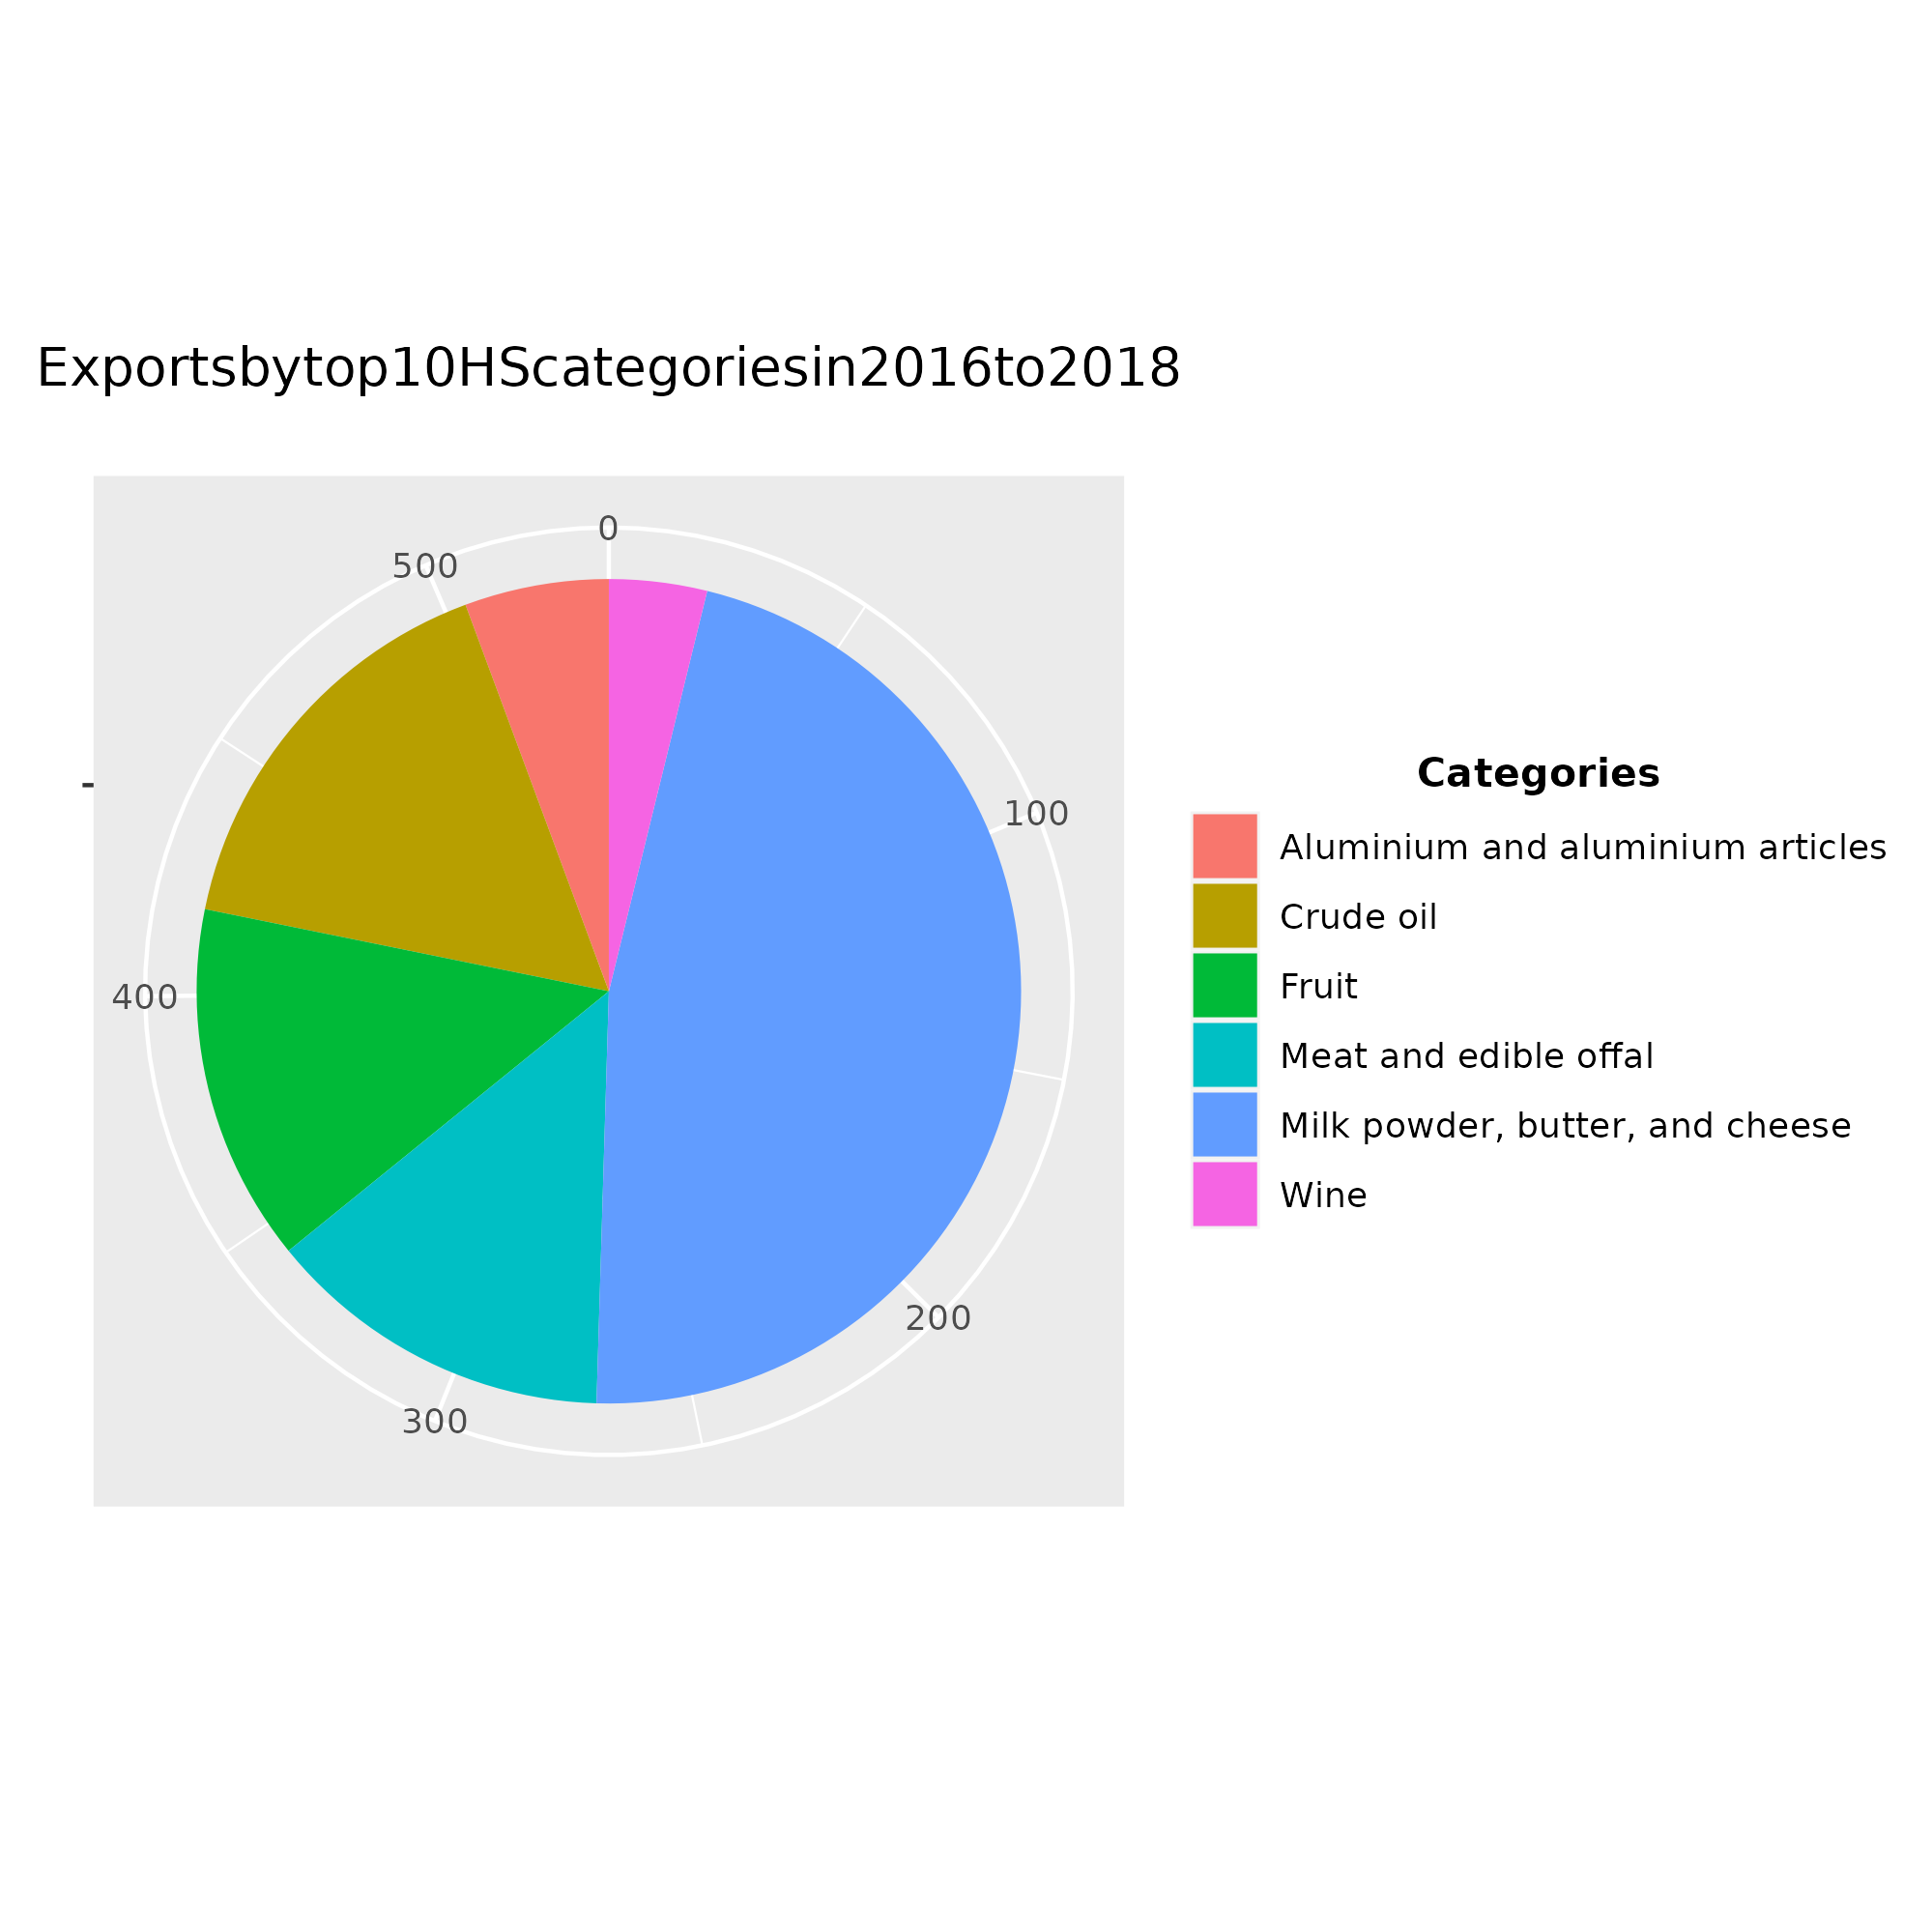 Exportsbytop10HScategoriesin2016to2018
0
500
100
400
200
300
-
Categories
Aluminium and aluminium articles
Crude oil
Fruit
Meat and edible offal
Milk powder, butter, and cheese
Wine